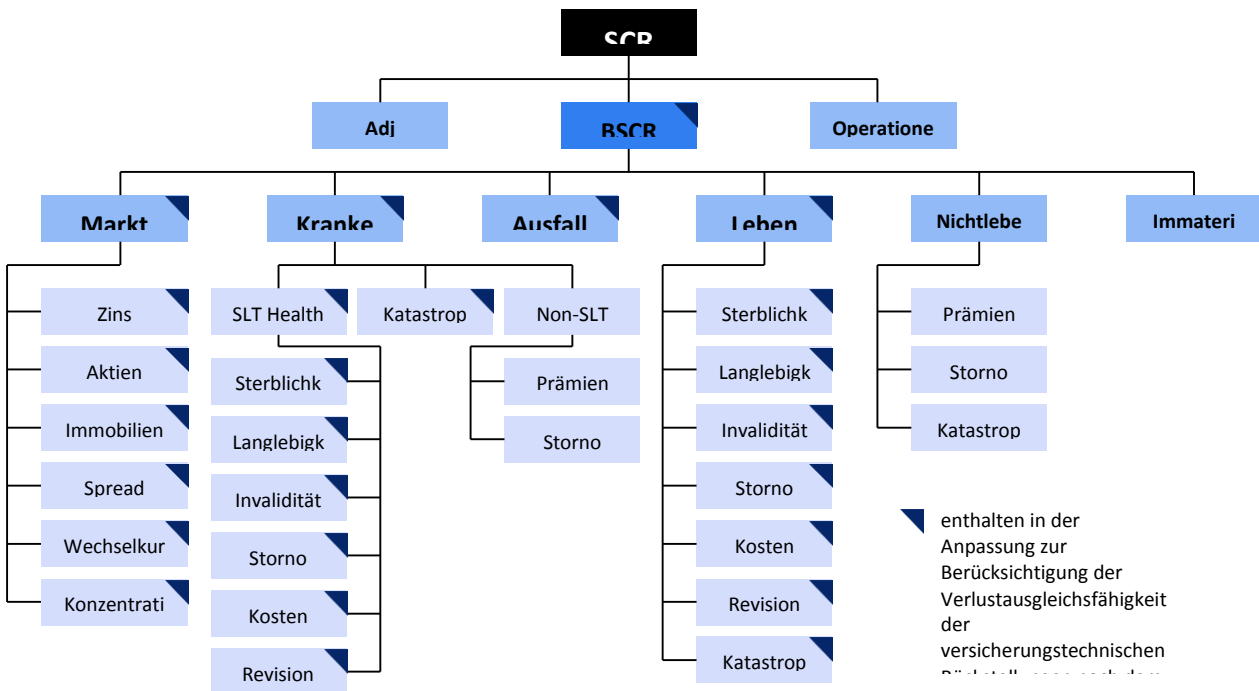 SCR
Adj
BSCR
Operatione
Markt
Kranke
Ausfall
Leben
Nichtlebe
Immateri
Zins
Aktien
Immobilien
Spread
Wechselkur
Konzentrati
SLT Health
Katastrop
Non-SLT
Sterblichk
Langlebigk
Invalidität
Storno
Kosten
Revision
Prämien
Storno
Sterblichk
Langlebigk
Invalidität
Storno
Kosten
Revision
Katastrop
Prämien
Storno
Katastrop
enthalten in der
Anpassung zur
Berücksichtigung der
Verlustausgleichsfähigkeit
der
versicherungstechnischen